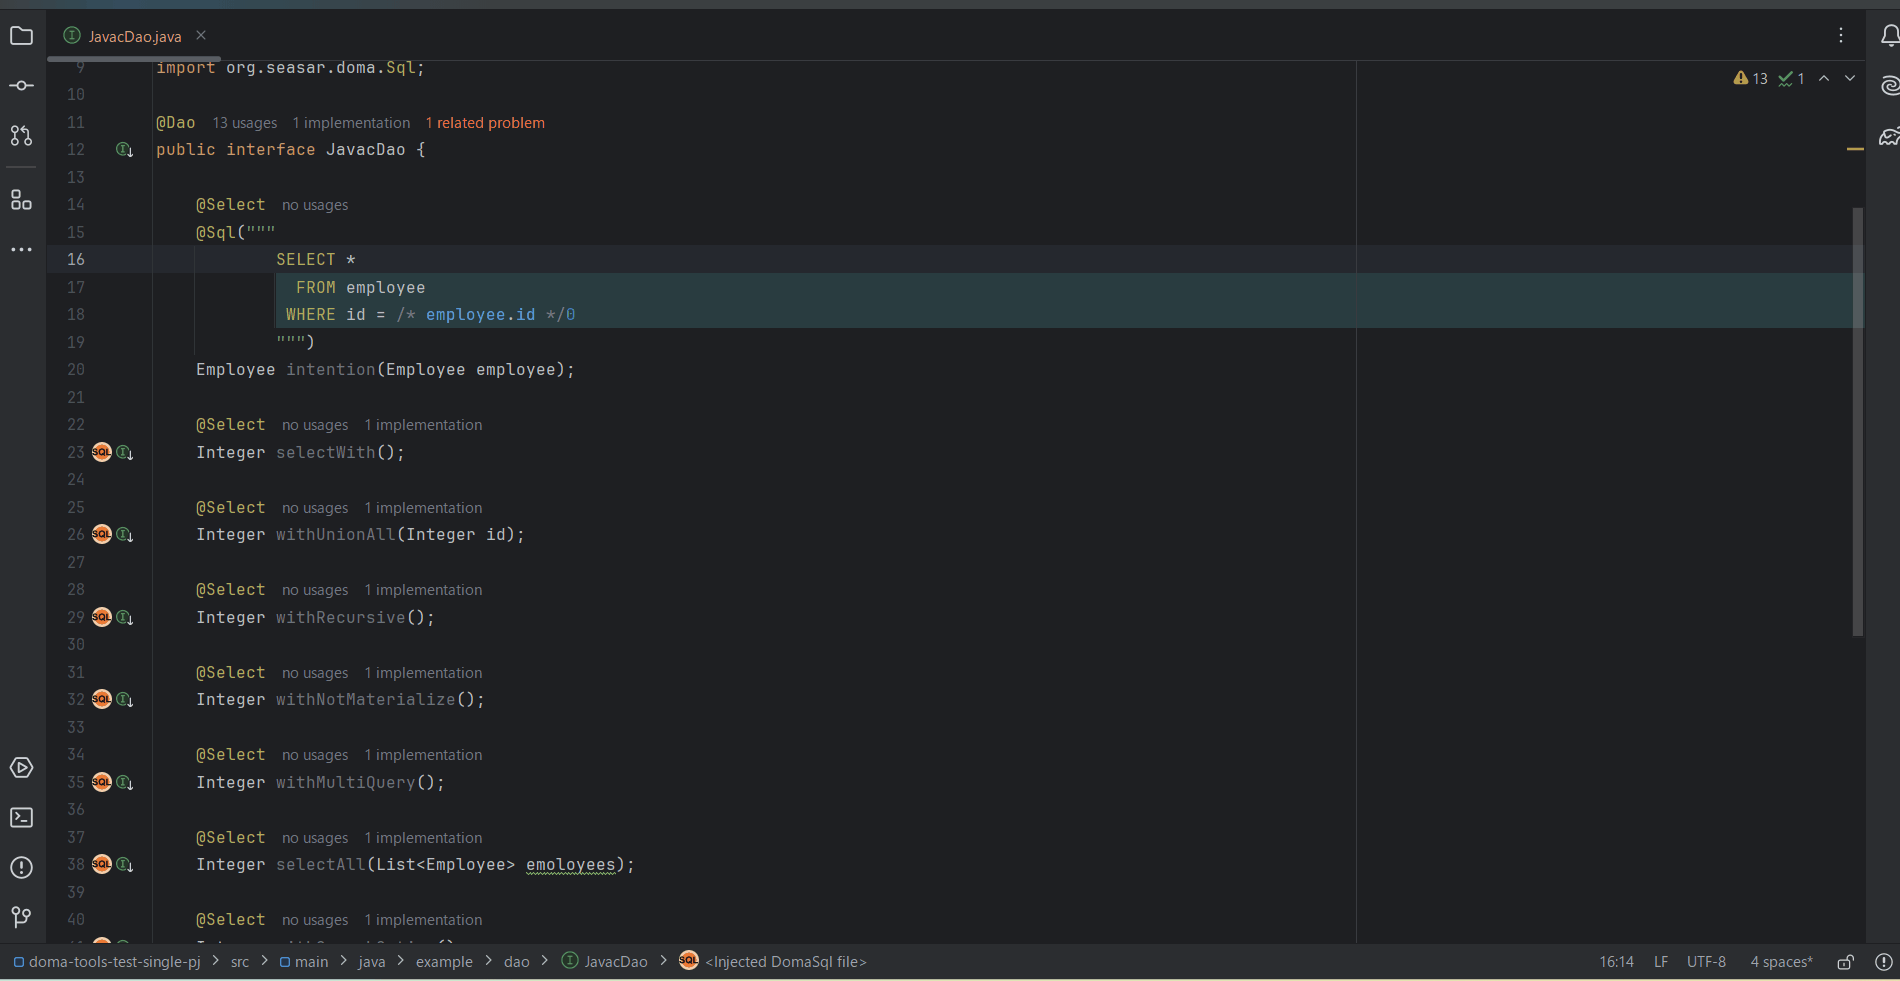 JavacDao.java
9 import org.seasar.doma.Sql;
13 1
10
11 @Dao 13 usages 1 implementation 1 related problem
12 public interface JavacDao {
13
14 @Select no usages
15 @Sql("""
16 SELECT *
17 FROM employee
18 WHERE id = /* employee.id */0
19 """)
20 Employee intention(Employee employee);
21
22 @Select no usages 1 implementation
23 SQL Integer selectWith();
24
25 @Select no usages 1 implementation
26 SQL Integer withUnionAll(Integer id);
27
28 @Select no usages 1 implementation
29 SQL Integer withRecursive();
30
31 @Select no usages 1 implementation
32 SQL Integer withNotMaterialize();
33
34 @Select no usages 1 implementation
35 SQL Integer withMultiQuery();
36
37 @Select no usages 1 implementation
38 SQL Integer selectAll(List<Employee> emoloyees);
39
40 @Select no usages 1 implementation
doma-tools-test-single-pj > src > main > java > example > dao > JavacDao > SQL <Injected DomaSql file> 16:14 LF UTF-8 4 spaces*